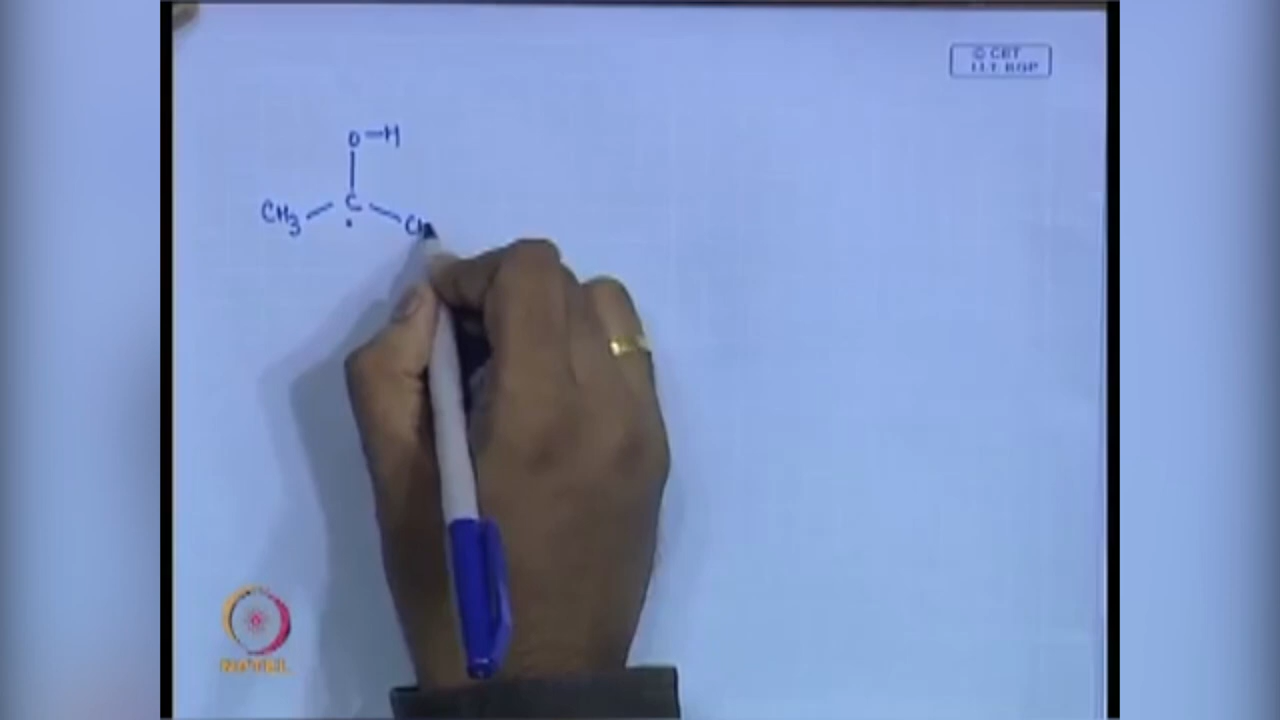 © CET
I.I.T. KGP
O–H
C
CH3
CH
NPTEL